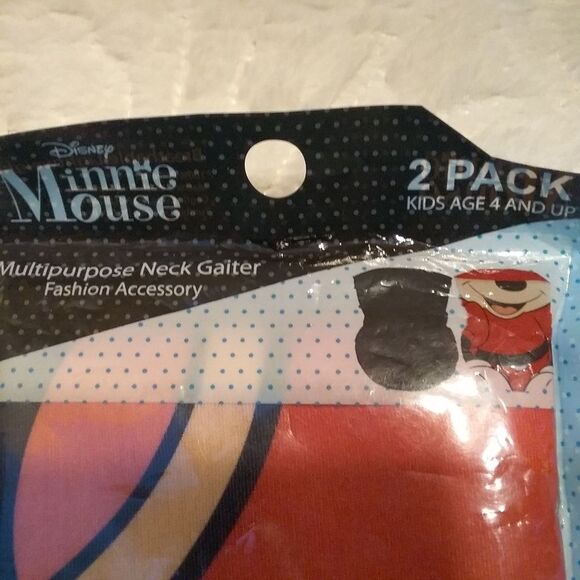 Disney
Minnie
Mouse
2 PACK
KIDS AGE 4 AND UP
Multipurpose Neck Gaiter
Fashion Accessory